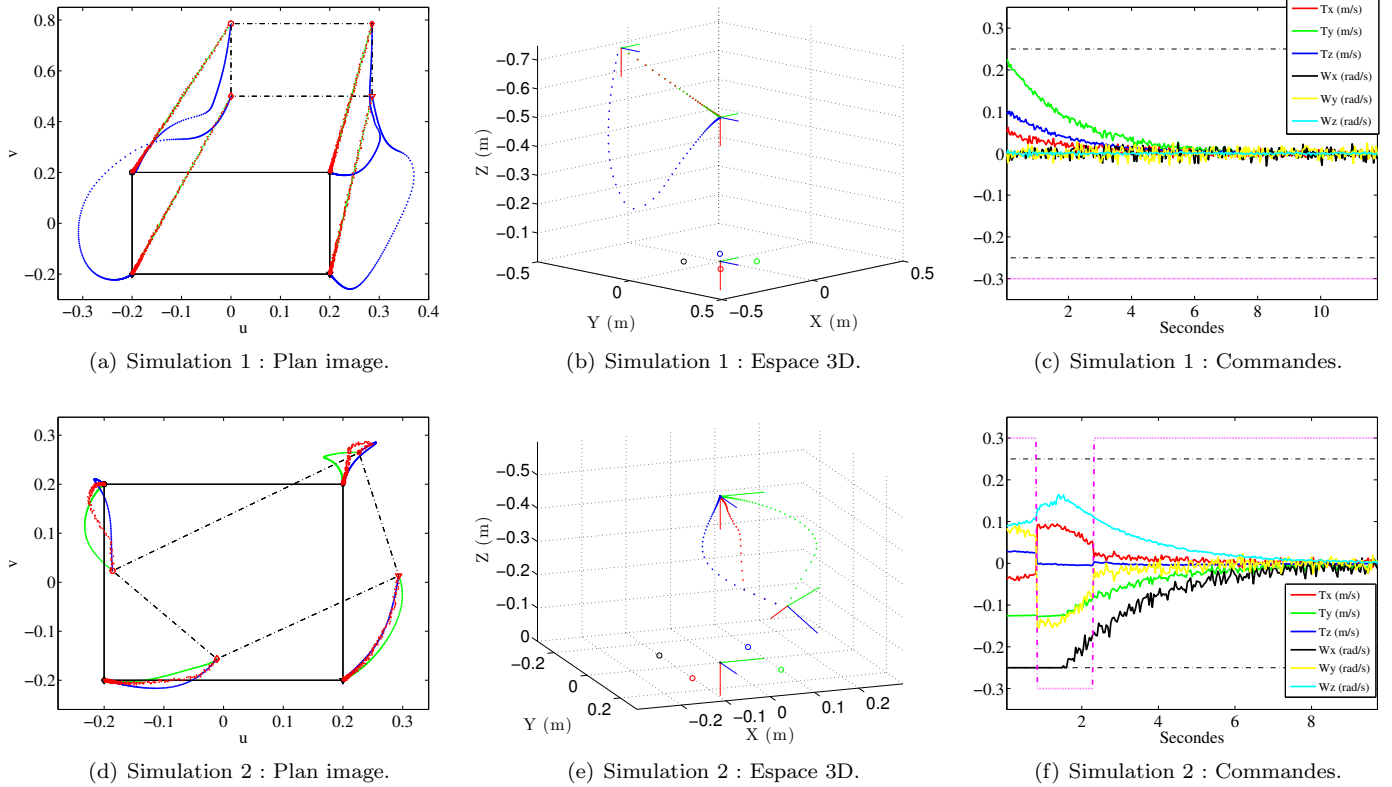 0.8
0.6
0.4
0.2
0
−0.2
v
−0.3
−0.2
−0.1
0
0.1
0.2
0.3
0.4
u
(a) Simulation 1 : Plan image.
−0.7
−0.6
−0.5
−0.4
−0.3
−0.2
−0.1
Z (m)
−0.5
0
0.5
Y (m)
−0.5
0
0.5
X (m)
(b) Simulation 1 : Espace 3D.
0.3
0.2
0.1
0
−0.1
−0.2
−0.3
Tx (m/s)
Ty (m/s)
Tz (m/s)
Wx (rad/s)
Wy (rad/s)
Wz (rad/s)
2
4
6
8
10
Secondes
(c) Simulation 1 : Commandes.
0.3
0.2
0.1
0
−0.1
−0.2
v
−0.2
−0.1
0
0.1
0.2
0.3
u
(d) Simulation 2 : Plan image.
−0.5
−0.4
−0.3
−0.2
−0.1
0
Z (m)
−0.2
0
0.2
Y (m)
−0.2
−0.1
0
0.1
0.2
X (m)
(e) Simulation 2 : Espace 3D.
0.3
0.2
0.1
0
−0.1
−0.2
−0.3
Tx (m/s)
Ty (m/s)
Tz (m/s)
Wx (rad/s)
Wy (rad/s)
Wz (rad/s)
2
4
6
8
Secondes
(f) Simulation 2 : Commandes.